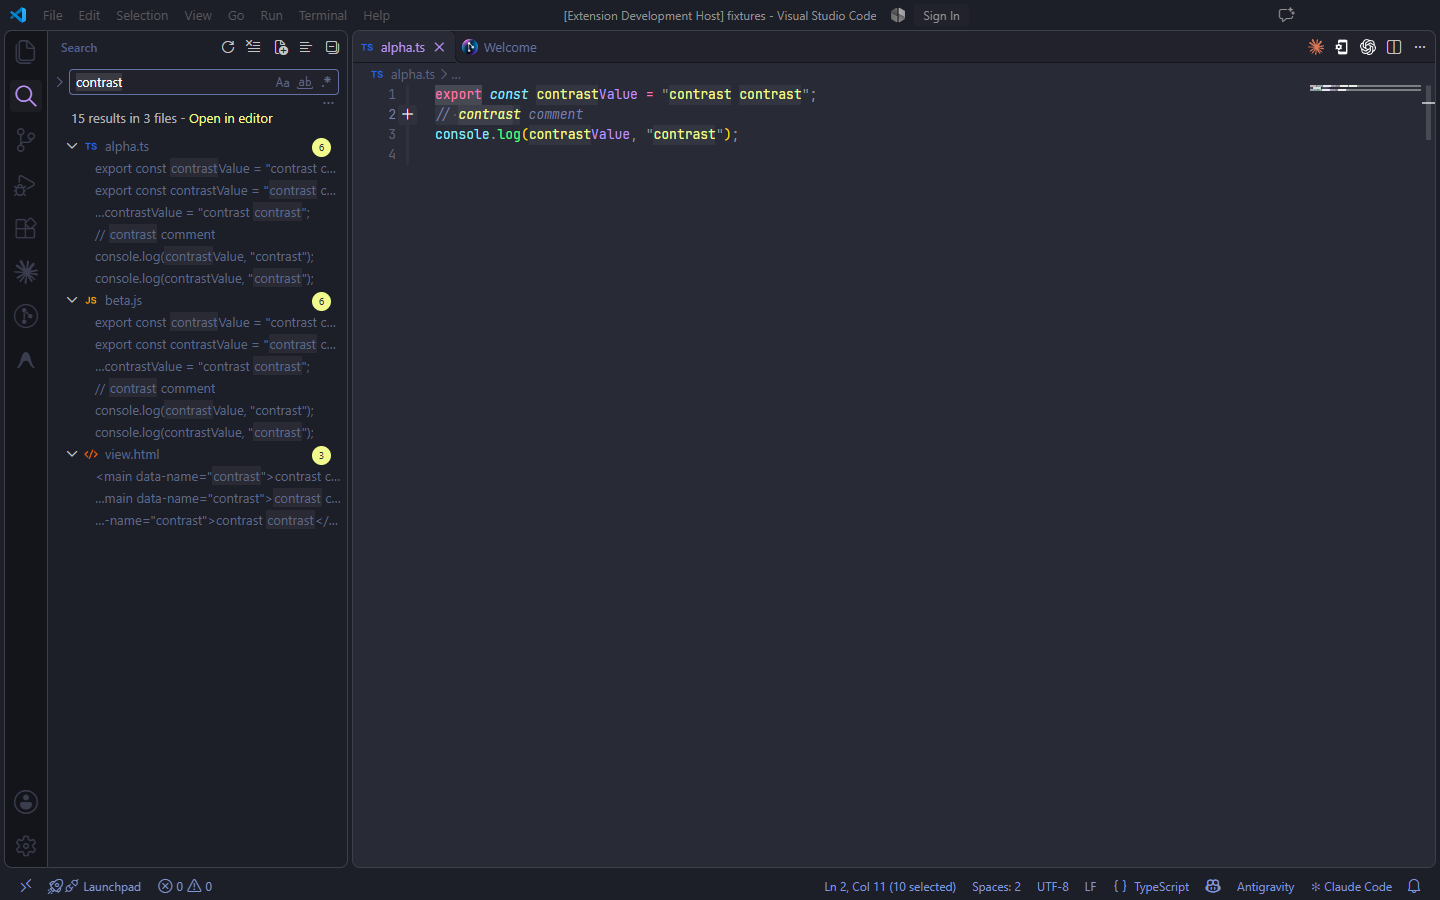 File Edit Selection View Go Run Terminal Help
[Extension Development Host] fixtures - Visual Studio Code
Sign In
Search
contrast
Aa ab .*
15 results in 3 files - Open in editor
TS alpha.ts 6
export const contrastValue = "contrast c...
export const contrastValue = "contrast c...
...contrastValue = "contrast contrast";
// contrast comment
console.log(contrastValue, "contrast");
console.log(contrastValue, "contrast");
JS beta.js 6
export const contrastValue = "contrast c...
export const contrastValue = "contrast c...
...contrastValue = "contrast contrast";
// contrast comment
console.log(contrastValue, "contrast");
console.log(contrastValue, "contrast");
view.html 3
<main data-name="contrast">contrast c...
...main data-name="contrast">contrast c...
...-name="contrast">contrast contrast</...
TS alpha.ts
Welcome
TS alpha.ts > ...
1 export const contrastValue = "contrast contrast";
2 // contrast comment
3 console.log(contrastValue, "contrast");
4
Launchpad 0 0
Ln 2, Col 11 (10 selected) Spaces: 2 UTF-8 LF { } TypeScript Antigravity Claude Code